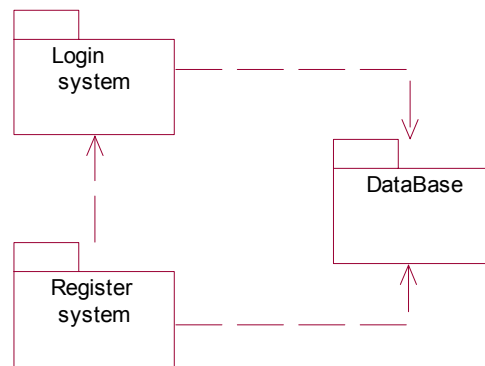 Login
system
DataBase
Register
system